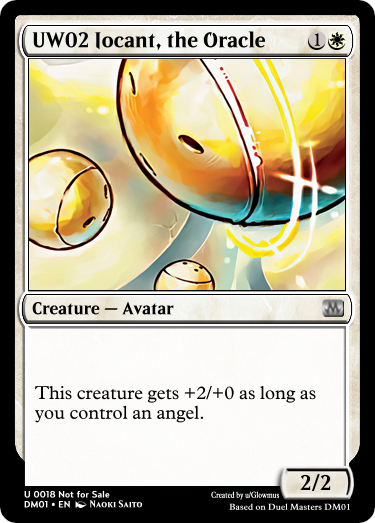 UW02 Iocant, the Oracle 1
Creature — Avatar M
This creature gets +2/+0 as long as
you control an angel.
2/2
U 0018 Not for Sale
DM01 • EN Naoki Saito
Created by u/Glowmus
Based on Duel Masters DM01